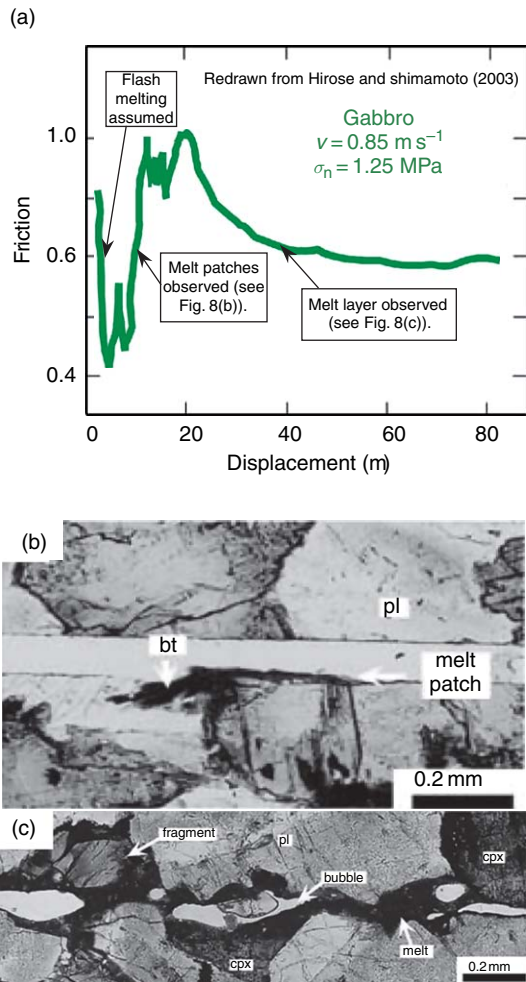 (a)
Flash
melting
assumed
Redrawn from Hirose and shimamoto (2003)
Gabbro
v = 0.85 m s⁻¹
σn = 1.25 MPa
1.0
0.6
0.4
Friction
Melt patches
observed (see
Fig. 8(b)).
Melt layer observed
(see Fig. 8(c)).
0
20
40
60
80
Displacement (m)
(b)
pl
bt
melt
patch
0.2 mm
(c)
fragment
pl
cpx
bubble
cpx
melt
0.2 mm